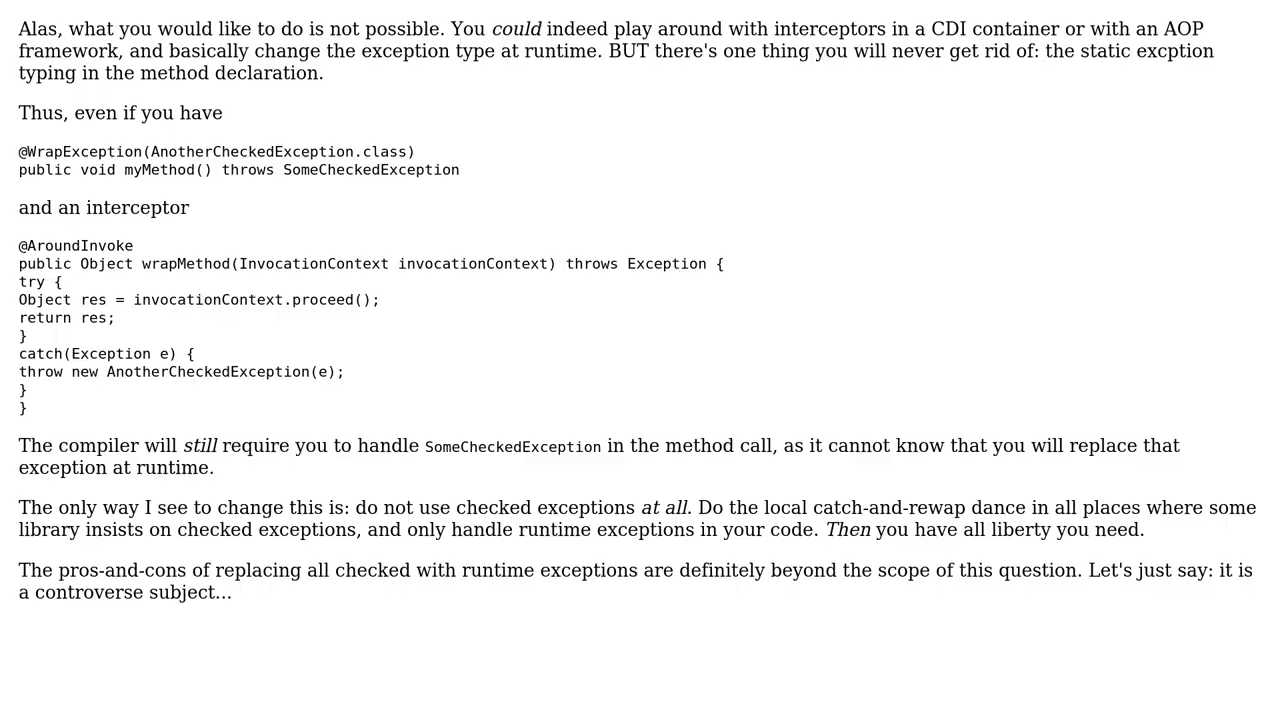 Alas, what you would like to do is not possible. You could indeed play around with interceptors in a CDI container or with an AOP
framework, and basically change the exception type at runtime. BUT there's one thing you will never get rid of: the static excption
typing in the method declaration.
Thus, even if you have
@WrapException(AnotherCheckedException.class)
public void myMethod() throws SomeCheckedException
and an interceptor
@AroundInvoke
public Object wrapMethod(InvocationContext invocationContext) throws Exception {
try {
Object res = invocationContext.proceed();
return res;
}
catch(Exception e) {
throw new AnotherCheckedException(e);
}
}
The compiler will still require you to handle SomeCheckedException in the method call, as it cannot know that you will replace that
exception at runtime.
The only way I see to change this is: do not use checked exceptions at all. Do the local catch-and-rewap dance in all places where some
library insists on checked exceptions, and only handle runtime exceptions in your code. Then you have all liberty you need.
The pros-and-cons of replacing all checked with runtime exceptions are definitely beyond the scope of this question. Let's just say: it is
a controverse subject...